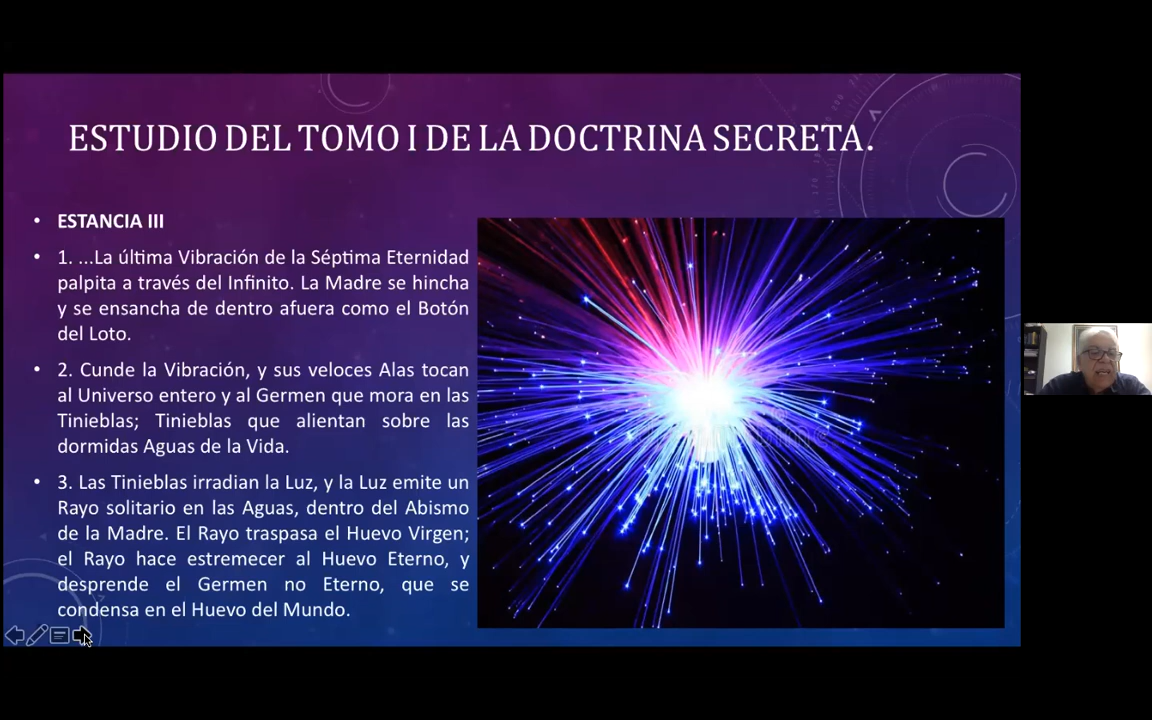 ESTUDIO DEL TOMO I DE LA DOCTRINA SECRETA.
• ESTANCIA III
• 1. ...La última Vibración de la Séptima Eternidad
palpita a través del Infinito. La Madre se hincha
y se ensancha de dentro afuera como el Botón
del Loto.
• 2. Cunde la Vibración, y sus veloces Alas tocan
al Universo entero y al Germen que mora en las
Tinieblas; Tinieblas que alientan sobre las
dormidas Aguas de la Vida.
• 3. Las Tinieblas irradian la Luz, y la Luz emite un
Rayo solitario en las Aguas, dentro del Abismo
de la Madre. El Rayo traspasa el Huevo Virgen;
el Rayo hace estremecer al Huevo Eterno, y
desprende el Germen no Eterno, que se
condensa en el Huevo del Mundo.